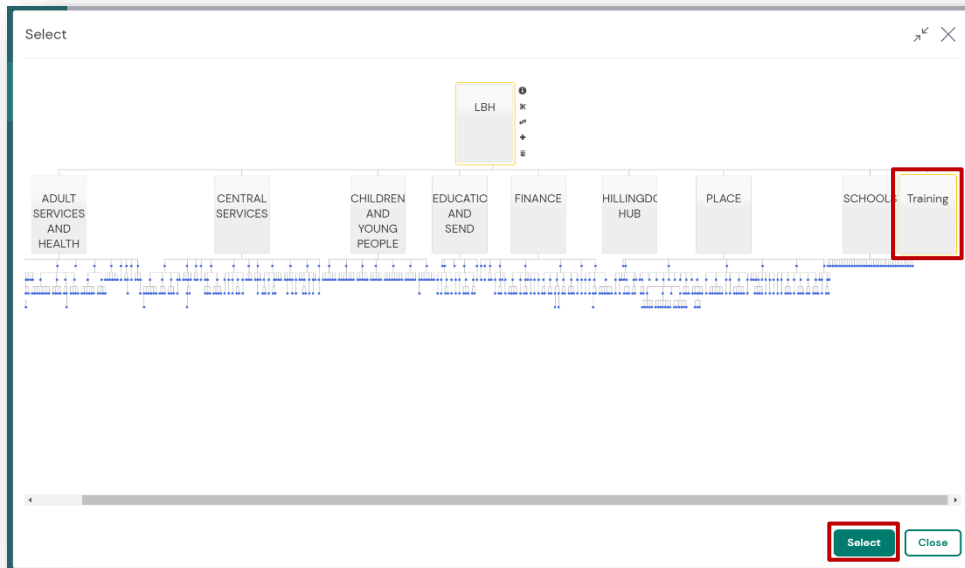 Select
LBH
ADULT
SERVICES
AND
HEALTH
CENTRAL
SERVICES
CHILDREN
AND
YOUNG
PEOPLE
EDUCATIO
AND
SEND
FINANCE
HILLINGDO
HUB
PLACE
SCHOOLS
Training
Select
Close